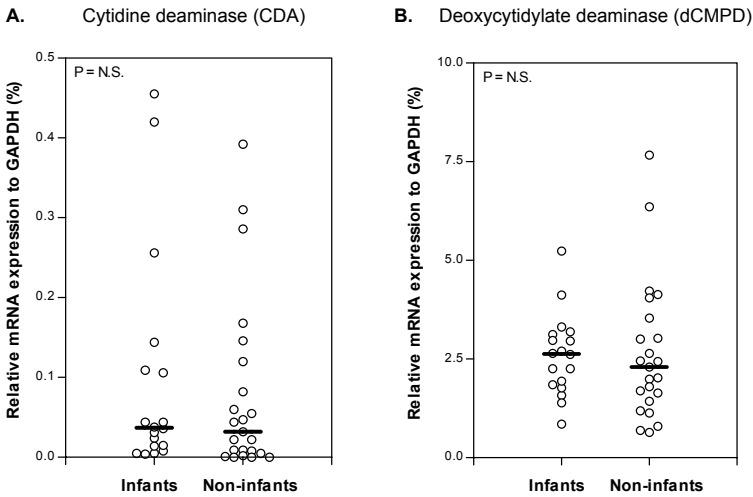 A. Cytidine deaminase (CDA)
Relative mRNA expression to GAPDH (%)
P = N.S.
0.5
0.4
0.3
0.2
0.1
0.0
Infants Non-infants
B. Deoxycytidylate deaminase (dCMPD)
Relative mRNA expression to GAPDH (%)
P = N.S.
10.0
7.5
5.0
2.5
0.0
Infants Non-infants